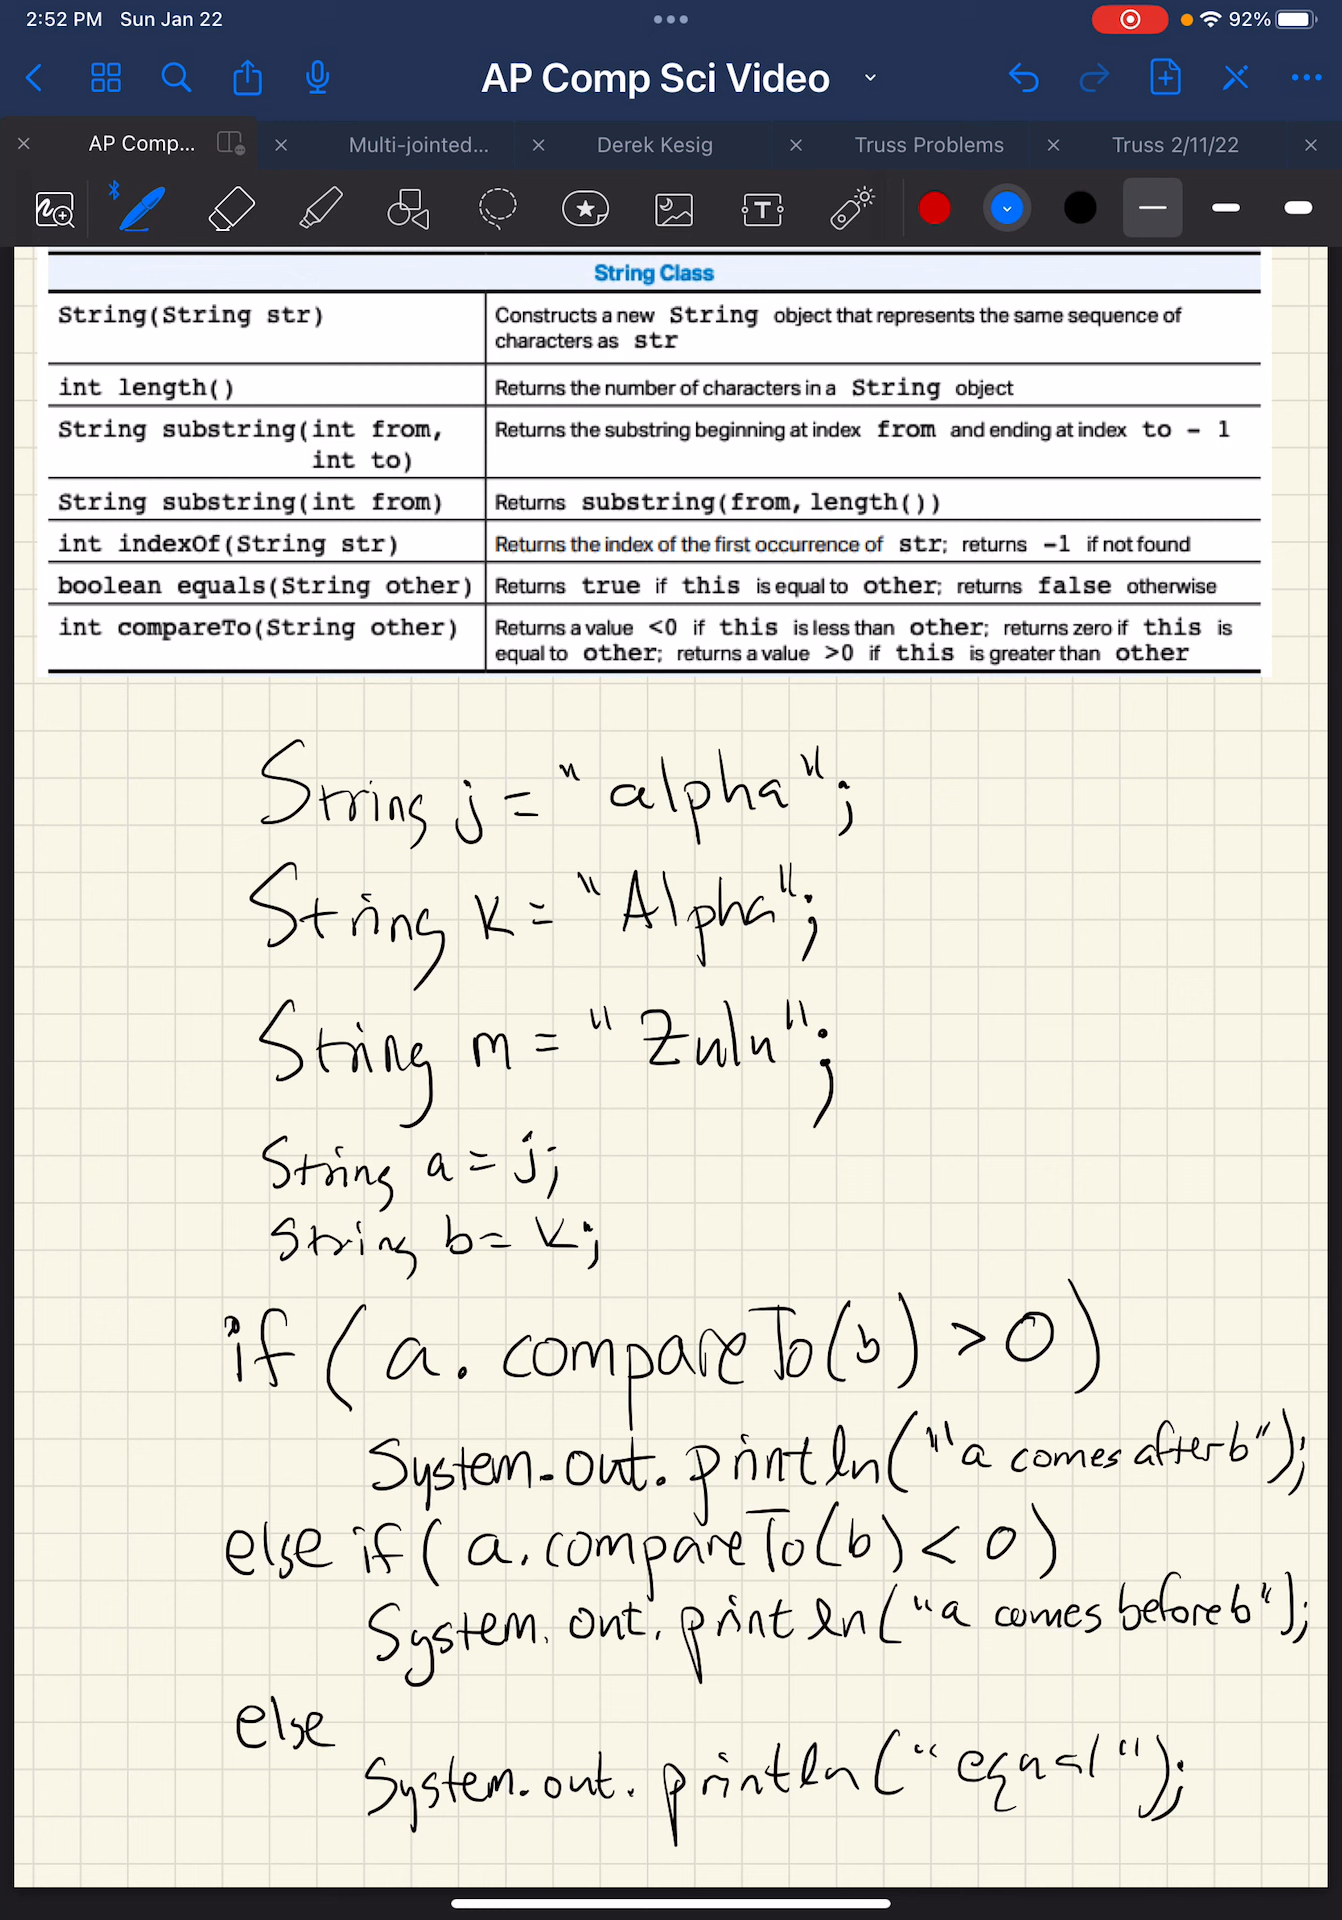 2:52 PM Sun Jan 22
92%
AP Comp Sci Video
AP Comp...
Multi-jointed...
Derek Kesig
Truss Problems
Truss 2/11/22
T
String Class
String(String str)
Constructs a new String object that represents the same sequence of
characters as str
int length()
Returns the number of characters in a String object
String substring(int from,
int to)
Returns the substring beginning at index from and ending at index to - 1
String substring(int from)
Returns substring(from, length())
int indexOf(String str)
Returns the index of the first occurrence of str; returns -1 if not found
boolean equals(String other)
Returns true if this is equal to other; returns false otherwise
int compareTo(String other)
Returns a value <0 if this is less than other; returns zero if this is
equal to other; returns a value >0 if this is greater than other
String j = "alpha";
String k = "Alpha";
String m = "Zulu";
String a = j;
String b = k;
if (a.compareTo(b) > 0)
System.out.println("a comes after b");
else if (a.compareTo(b) < 0)
System.out.println("a comes before b");
else
System.out.println("equal");